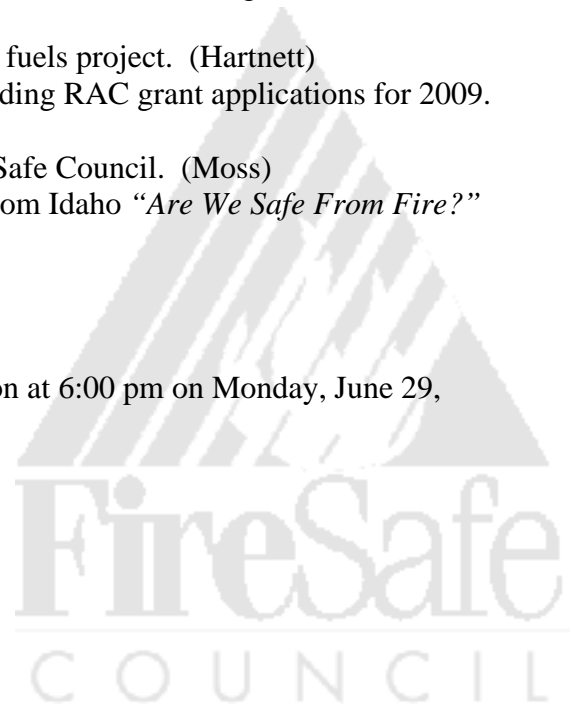 fuels project. (Hartnett)
ding RAC grant applications for 2009.
Safe Council. (Moss)
om Idaho “Are We Safe From Fire?”
on at 6:00 pm on Monday, June 29,
FireSafe
COUNCIL